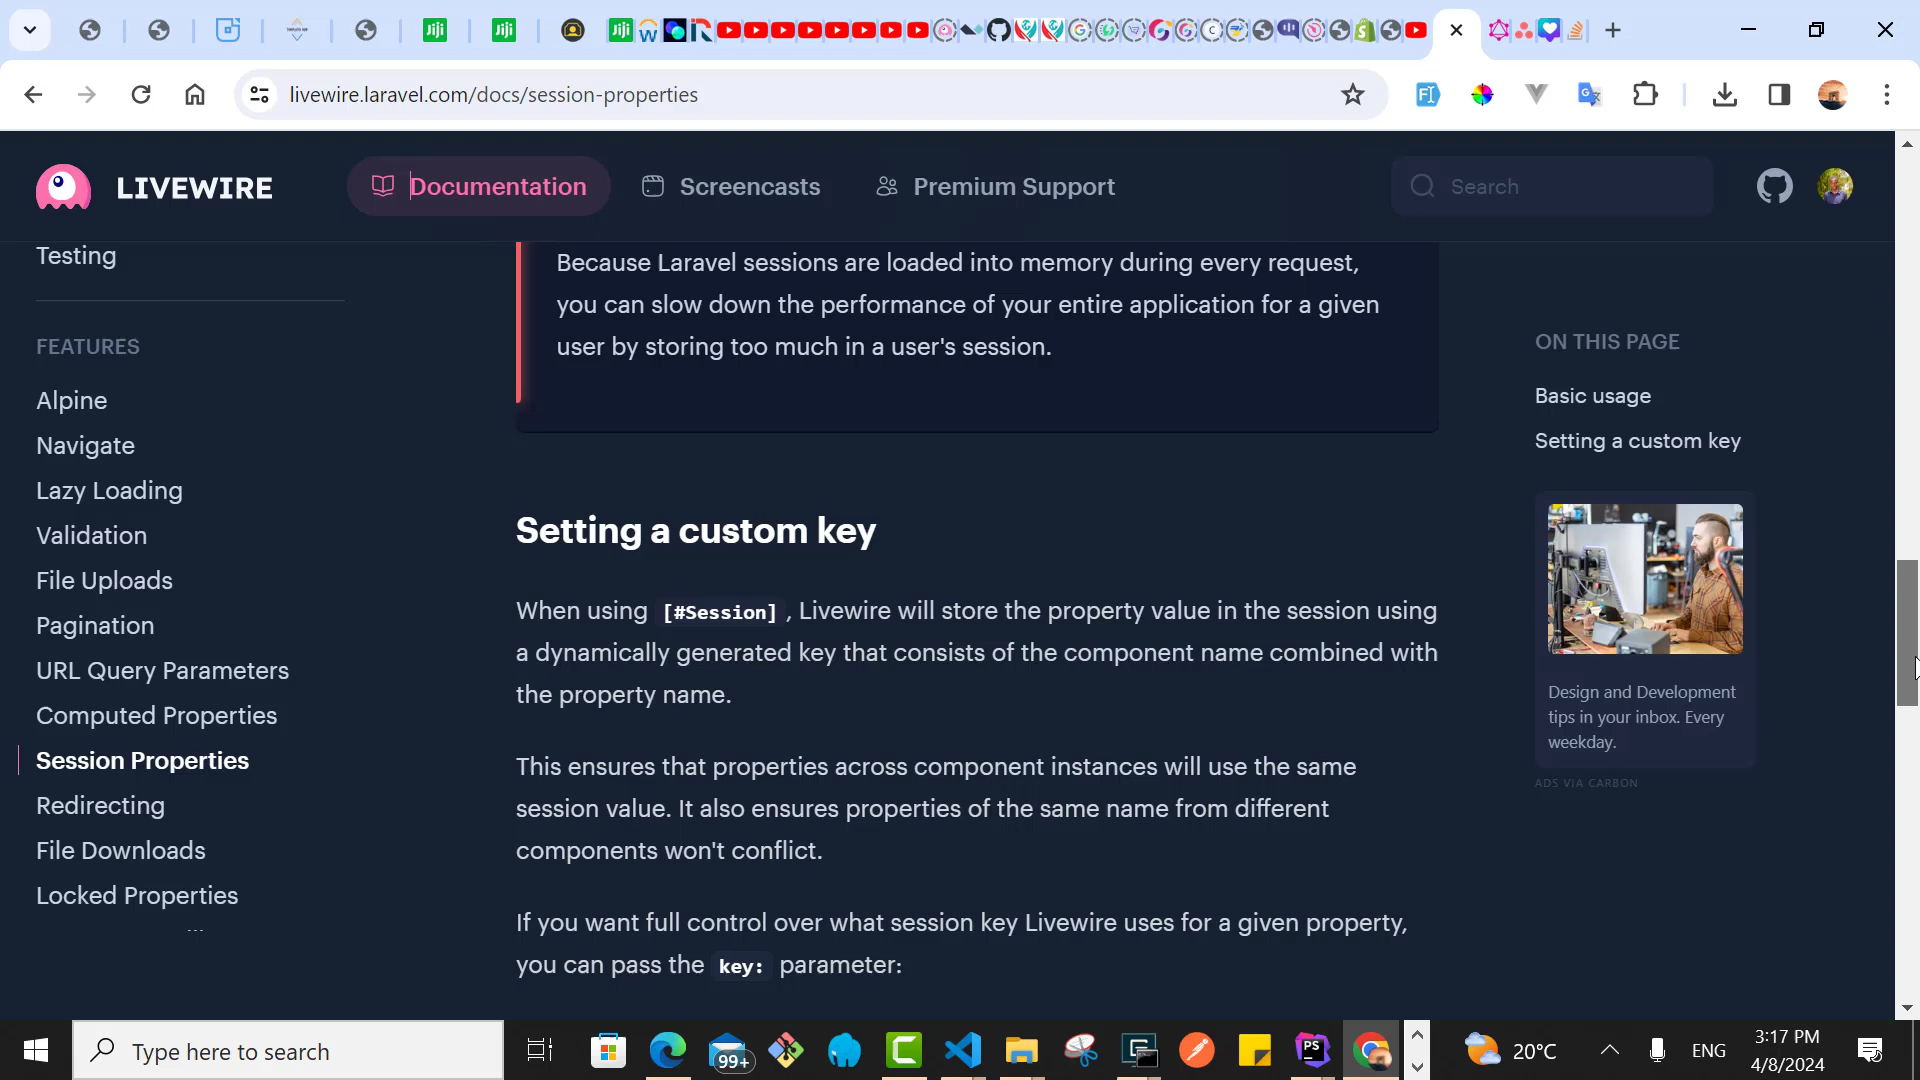 livewire.laravel.com/docs/session-properties
LIVEWIRE
Documentation
Screencasts
Premium Support
Search
Testing
FEATURES
Alpine
Navigate
Lazy Loading
Validation
File Uploads
Pagination
URL Query Parameters
Computed Properties
Session Properties
Redirecting
File Downloads
Locked Properties
Because Laravel sessions are loaded into memory during every request,
you can slow down the performance of your entire application for a given
user by storing too much in a user's session.
Setting a custom key
When using [#Session], Livewire will store the property value in the session using
a dynamically generated key that consists of the component name combined with
the property name.
This ensures that properties across component instances will use the same
session value. It also ensures properties of the same name from different
components won't conflict.
If you want full control over what session key Livewire uses for a given property,
you can pass the key: parameter:
ON THIS PAGE
Basic usage
Setting a custom key
Design and Development
tips in your inbox. Every
weekday.
ADS VIA CARBON
Type here to search
99+
20°C
ENG
3:17 PM
4/8/2024